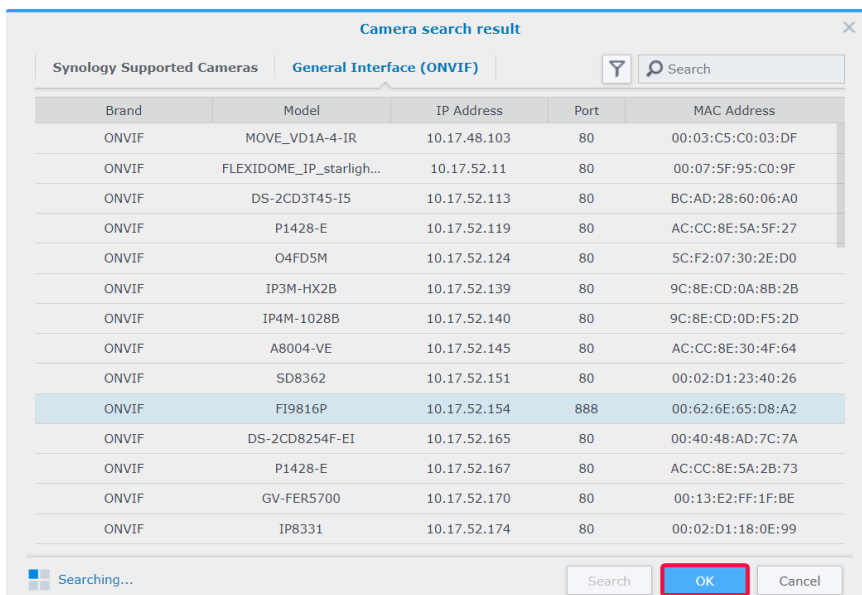 Camera search result
Synology Supported Cameras General Interface (ONVIF) Search
Brand Model IP Address Port MAC Address
ONVIF MOVE_VD1A-4-IR 10.17.48.103 80 00:03:C5:C0:03:DF
ONVIF FLEXIDOME_IP_starligh... 10.17.52.11 80 00:07:5F:95:C0:9F
ONVIF DS-2CD3T45-I5 10.17.52.113 80 BC:AD:28:60:06:A0
ONVIF P1428-E 10.17.52.119 80 AC:CC:8E:5A:5F:27
ONVIF O4FD5M 10.17.52.124 80 5C:F2:07:30:2E:D0
ONVIF IP3M-HX2B 10.17.52.139 80 9C:8E:CD:0A:8B:2B
ONVIF IP4M-1028B 10.17.52.140 80 9C:8E:CD:0D:F5:2D
ONVIF A8004-VE 10.17.52.145 80 AC:CC:8E:30:4F:64
ONVIF SD8362 10.17.52.151 80 00:02:D1:23:40:26
ONVIF FI9816P 10.17.52.154 888 00:62:6E:65:D8:A2
ONVIF DS-2CD8254F-EI 10.17.52.165 80 00:40:48:AD:7C:7A
ONVIF P1428-E 10.17.52.167 80 AC:CC:8E:5A:2B:73
ONVIF GV-FER5700 10.17.52.170 80 00:13:E2:FF:1F:BE
ONVIF IP8331 10.17.52.174 80 00:02:D1:18:0E:99
Searching... Search OK Cancel